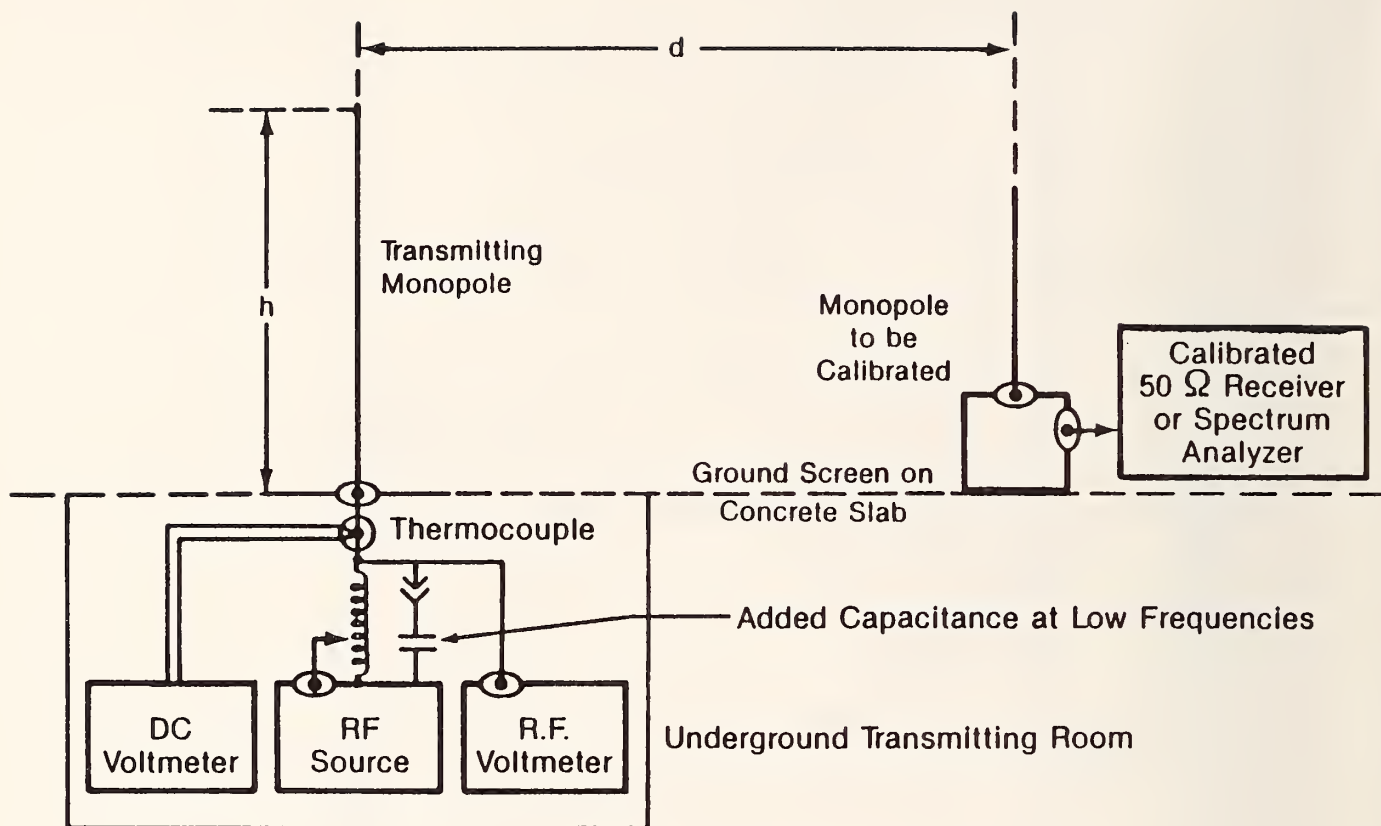 d
h
Transmitting
Monopole
Monopole
to be
Calibrated
Calibrated
50 Ω Receiver
or Spectrum
Analyzer
Ground Screen on
Concrete Slab
Thermocouple
Added Capacitance at Low Frequencies
DC
Voltmeter
RF
Source
R.F.
Voltmeter
Underground Transmitting Room